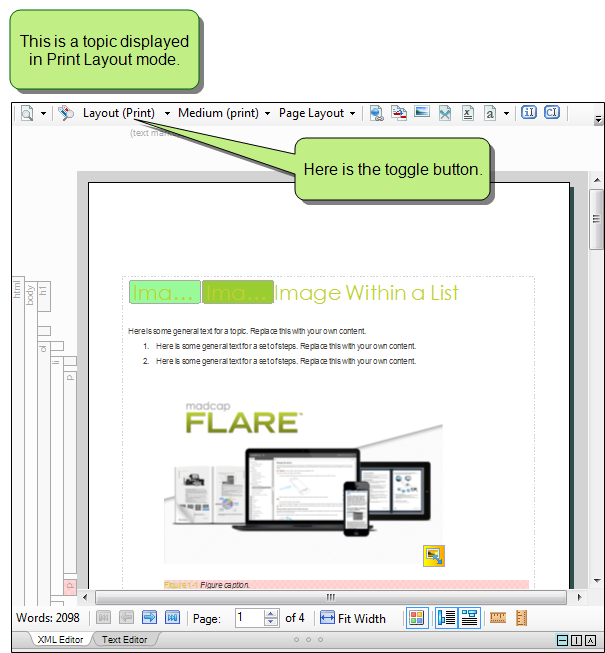 This is a topic displayed
in Print Layout mode.
Layout (Print) Medium (print) Page Layout a
(text mark
Here is the toggle button.
html
body
h1
Ima... Ima... Image Within a List
Here is some general text for a topic. Replace this with your own content.
ol
1. Here is some general text for a set of steps. Replace this with your own content.
li
2. Here is some general text for a set of steps. Replace this with your own content.
p
madcap
FLARE
p
Figure 1-1 Figure caption.
Words: 2098 Page: 1 of 4 Fit Width
XML Editor Text Editor